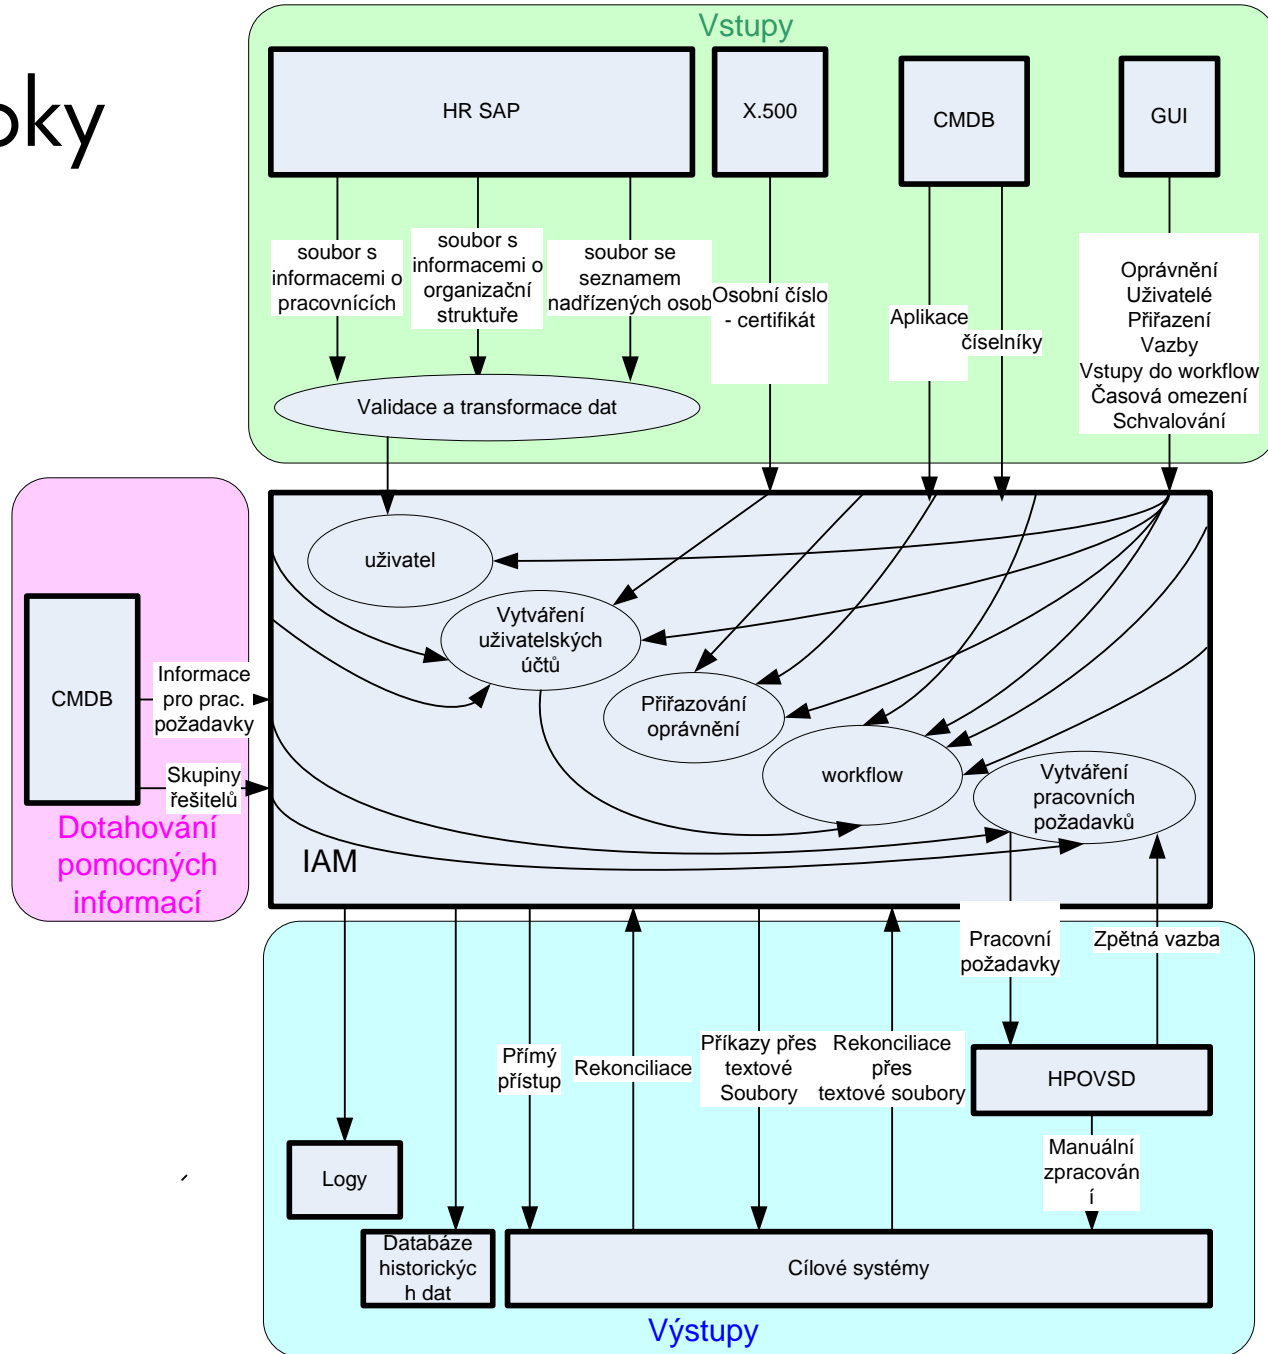 oky
Vstupy
HR SAP
X.500
CMDB
GUI
soubor s
informacemi o
pracovnících
soubor s
informacemi o
organizační
struktuře
soubor se
seznamem
nadřízených osob
Osobní číslo
- certifikát
Aplikace
číselníky
Oprávnění
Uživatelé
Přiřazení
Vazby
Vstupy do workflow
Časová omezení
Schvalování
Validace a transformace dat
uživatel
Vytváření
uživatelských
účtů
Přiřazování
oprávnění
workflow
Vytváření
pracovních
požadavků
IAM
CMDB
Informace
pro prac.
požadavky
Skupiny
řešitelů
Dotahování
pomocných
informací
Pracovní
požadavky
Zpětná vazba
Přímý
přístup
Rekonciliace
Příkazy přes
textové
Soubory
Rekonciliace
přes
textové soubory
HPOVSD
Manuální
zpracován
í
Logy
Databáze
historickýc
h dat
Cílové systémy
Výstupy